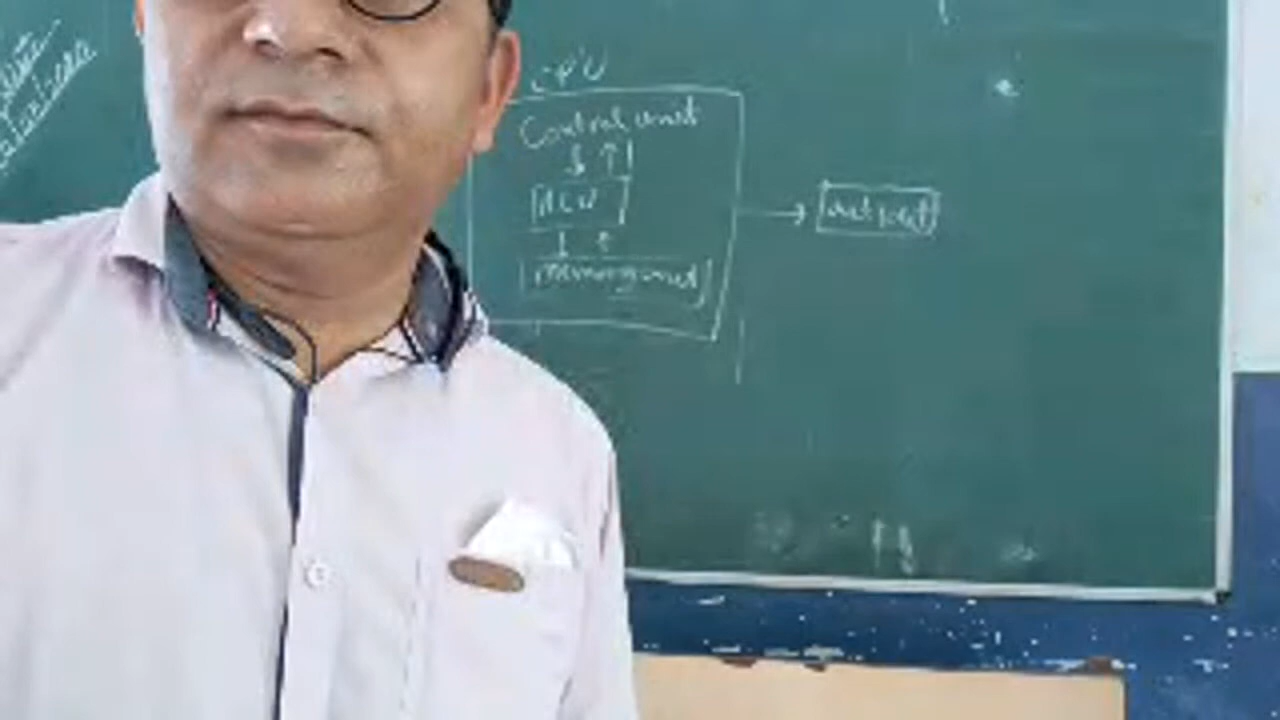 CPU
Control unit
ALU
memory unit
output